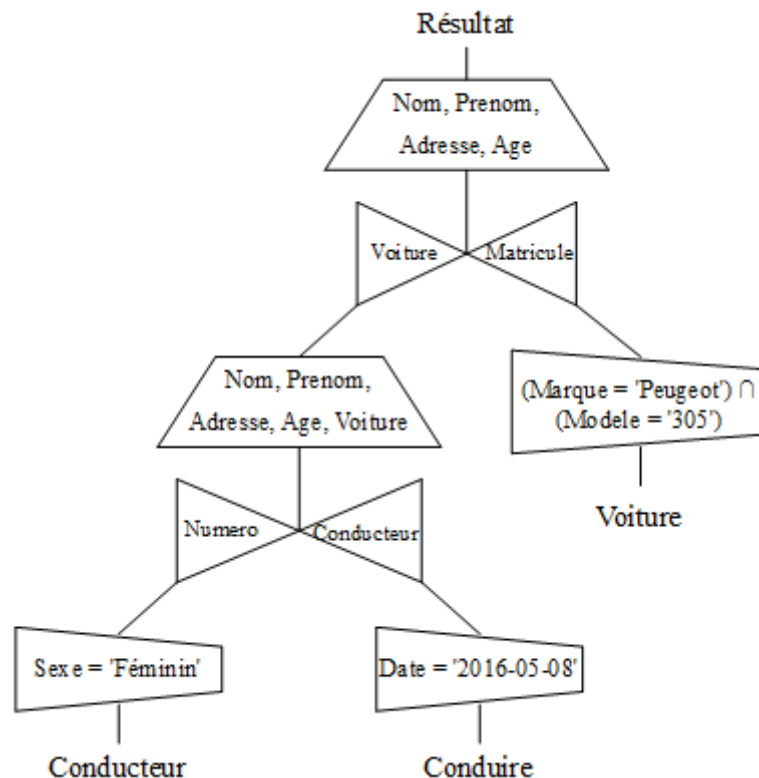 Résultat
Nom, Prenom,
Adresse, Age
Voiture
Matricule
Nom, Prenom,
Adresse, Age, Voiture
(Marque = 'Peugeot') ∩
(Modele = '305')
Voiture
Numero
Conducteur
Sexe = 'Féminin'
Date = '2016-05-08'
Conducteur
Conduire